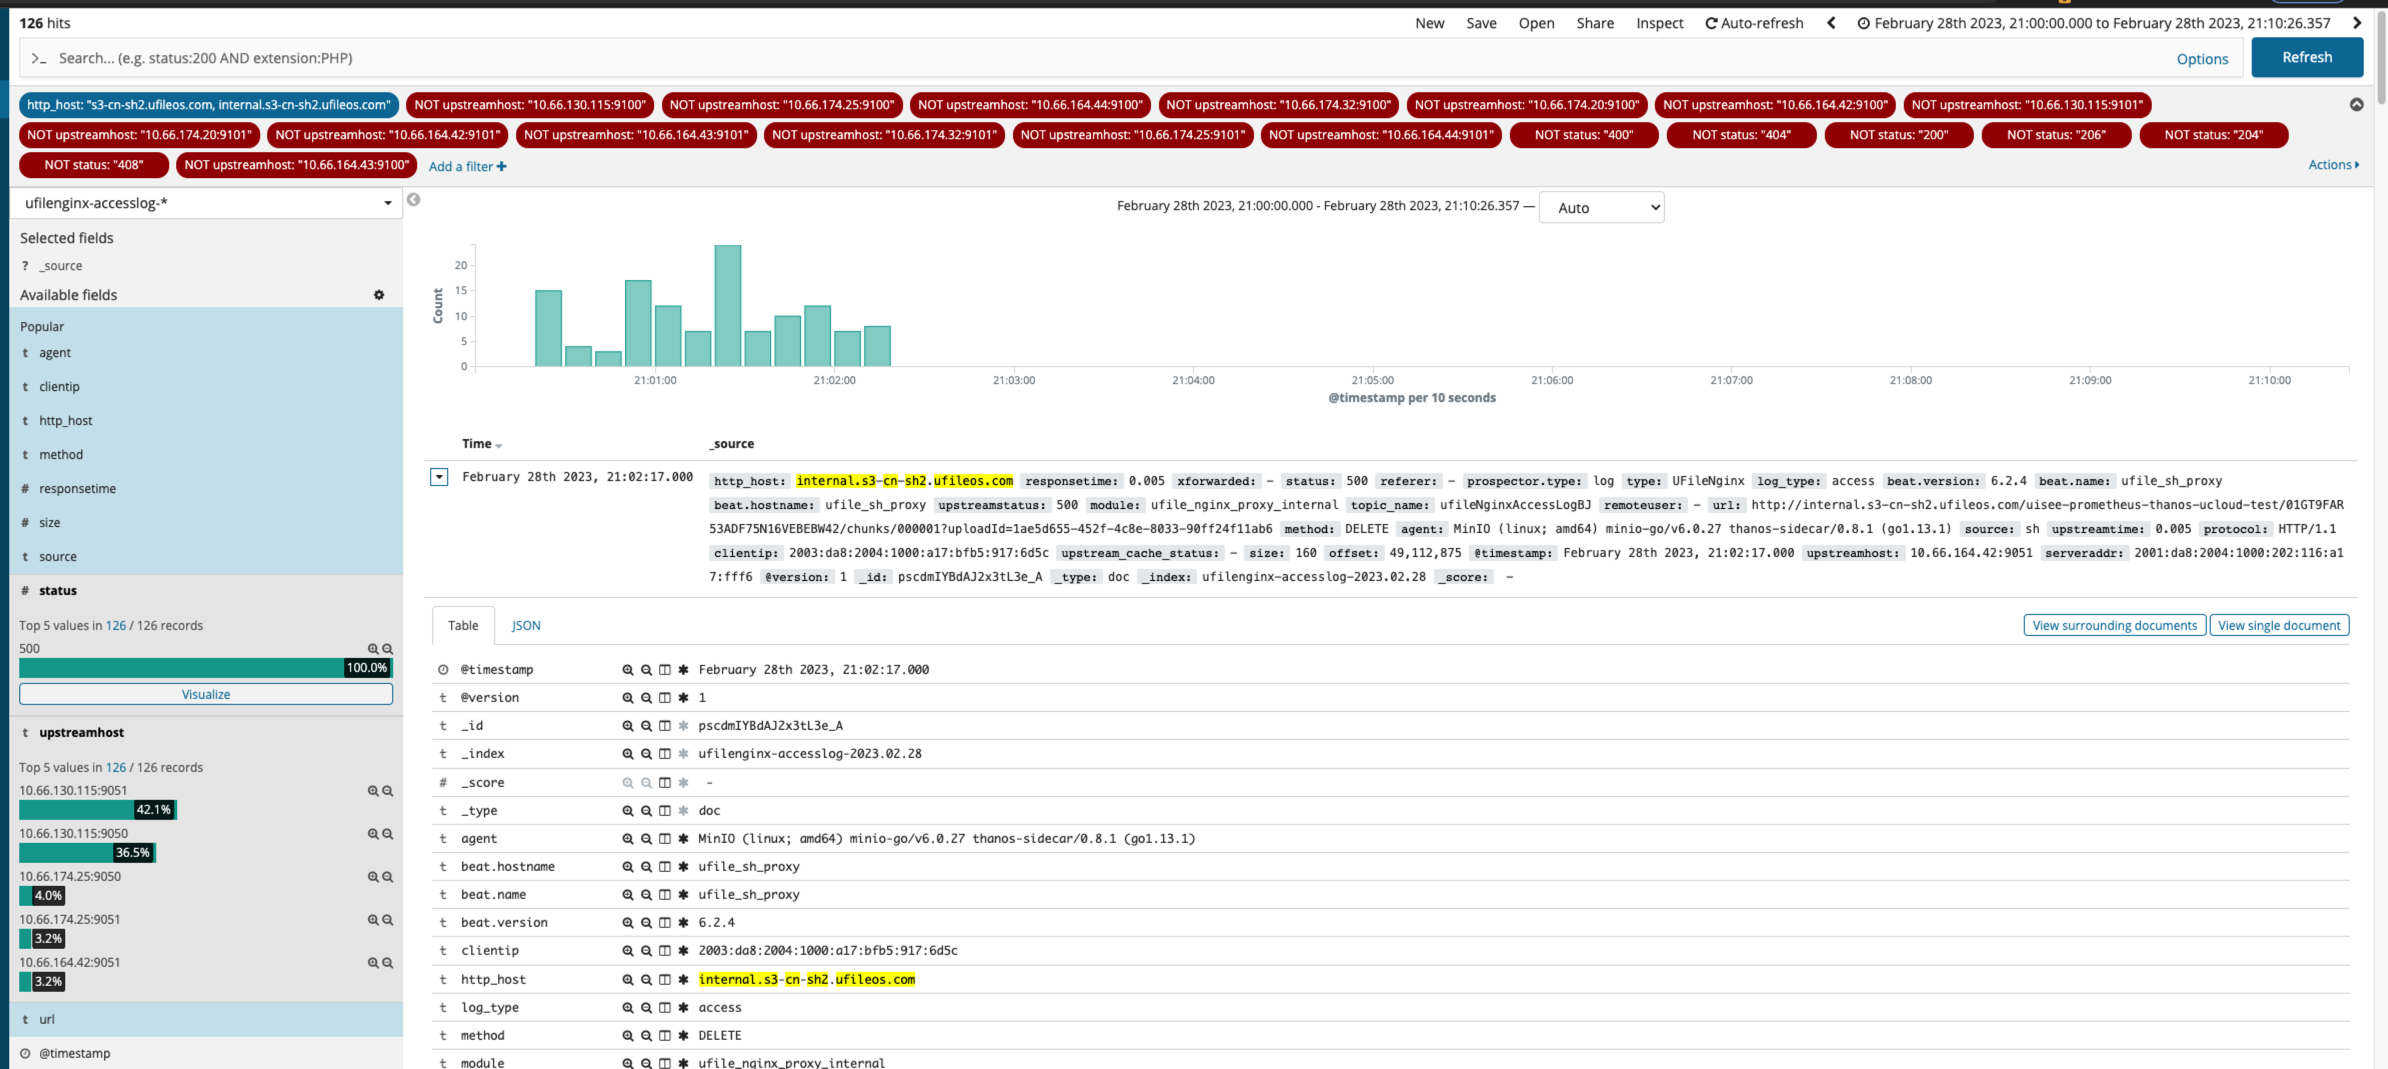 126 hits
New Save Open Share Inspect Auto-refresh February 28th 2023, 21:00:00.000 to February 28th 2023, 21:10:26.357
>_ Search... (e.g. status:200 AND extension:PHP) Options Refresh
http_host: "s3-cn-sh2.ufileos.com, internal.s3-cn-sh2.ufileos.com" NOT upstreamhost: "10.66.130.115:9100" NOT upstreamhost: "10.66.174.25:9100" NOT upstreamhost: "10.66.164.44:9100" NOT upstreamhost: "10.66.174.32:9100" NOT upstreamhost: "10.66.174.20:9100" NOT upstreamhost: "10.66.164.42:9100" NOT upstreamhost: "10.66.130.115:9101"
NOT upstreamhost: "10.66.174.20:9101" NOT upstreamhost: "10.66.164.42:9101" NOT upstreamhost: "10.66.164.43:9101" NOT upstreamhost: "10.66.174.32:9101" NOT upstreamhost: "10.66.174.25:9101" NOT upstreamhost: "10.66.164.44:9101" NOT status: "400" NOT status: "404" NOT status: "200" NOT status: "206" NOT status: "204"
NOT status: "408" NOT upstreamhost: "10.66.164.43:9100" Add a filter + Actions
ufilenginx-accesslog-*
Selected fields
? _source
Available fields
Popular
t agent
t clientip
t http_host
t method
# responsetime
# size
t source
# status
Top 5 values in 126 / 126 records
500
100.0%
Visualize
t upstreamhost
Top 5 values in 126 / 126 records
10.66.130.115:9051
42.1%
10.66.130.115:9050
36.5%
10.66.174.25:9050
4.0%
10.66.174.25:9051
3.2%
10.66.164.42:9051
3.2%
t url
@timestamp
February 28th 2023, 21:00:00.000 - February 28th 2023, 21:10:26.357 — Auto
Count
20
15
10
5
0
21:01:00 21:02:00 21:03:00 21:04:00 21:05:00 21:06:00 21:07:00 21:08:00 21:09:00 21:10:00
@timestamp per 10 seconds
Time _source
February 28th 2023, 21:02:17.000
http_host: internal.s3-cn-sh2.ufileos.com responsetime: 0.005 xforwarded: - status: 500 referer: - prospector.type: log type: UFileNginx log_type: access beat.version: 6.2.4 beat.name: ufile_sh_proxy
beat.hostname: ufile_sh_proxy upstreamstatus: 500 module: ufile_nginx_proxy_internal topic_name: ufileNginxAccessLogBJ remoteuser: - url: http://internal.s3-cn-sh2.ufileos.com/uisee-prometheus-thanos-ucloud-test/01GT9FAR
53ADF75N16VEBEBW42/chunks/000001?uploadId=1ae5d655-452f-4c8e-8033-90ff24f11ab6 method: DELETE agent: MinIO (linux; amd64) minio-go/v6.0.27 thanos-sidecar/0.8.1 (go1.13.1) source: sh upstreamtime: 0.005 protocol: HTTP/1.1
clientip: 2003:da8:2004:1000:a17:bfb5:917:6d5c upstream_cache_status: - size: 160 offset: 49,112,875 @timestamp: February 28th 2023, 21:02:17.000 upstreamhost: 10.66.164.42:9051 serveraddr: 2001:da8:2004:1000:202:116:a1
7:fff6 @version: 1 _id: pscdmIYBdAJ2x3tL3e_A _type: doc _index: ufilenginx-accesslog-2023.02.28 _score: -
Table JSON View surrounding documents View single document
@timestamp February 28th 2023, 21:02:17.000
t @version 1
t _id pscdmIYBdAJ2x3tL3e_A
t _index ufilenginx-accesslog-2023.02.28
# _score -
t _type doc
t agent MinIO (linux; amd64) minio-go/v6.0.27 thanos-sidecar/0.8.1 (go1.13.1)
t beat.hostname ufile_sh_proxy
t beat.name ufile_sh_proxy
t beat.version 6.2.4
t clientip 2003:da8:2004:1000:a17:bfb5:917:6d5c
t http_host internal.s3-cn-sh2.ufileos.com
t log_type access
t method DELETE
t module ufile_nginx_proxy_internal